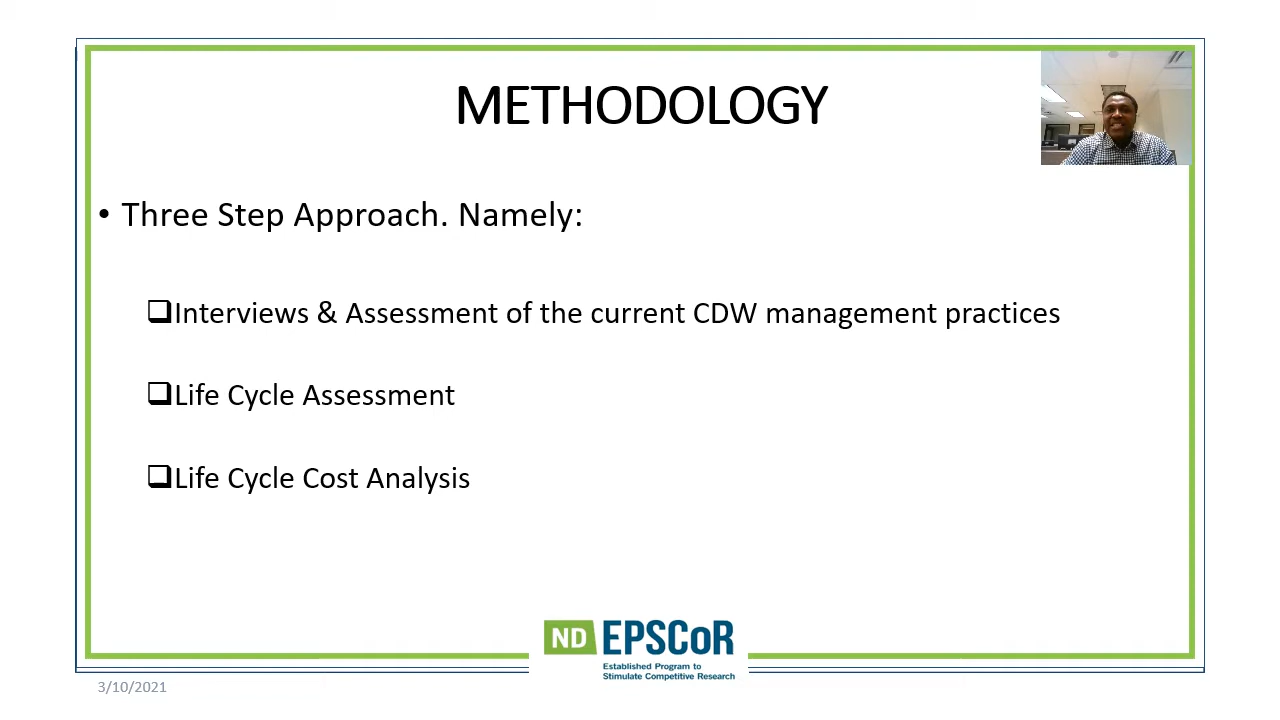 METHODOLOGY
• Three Step Approach. Namely:
❑Interviews & Assessment of the current CDW management practices
❑Life Cycle Assessment
❑Life Cycle Cost Analysis
ND EPSCoR
Established Program to
Stimulate Competitive Research
3/10/2021